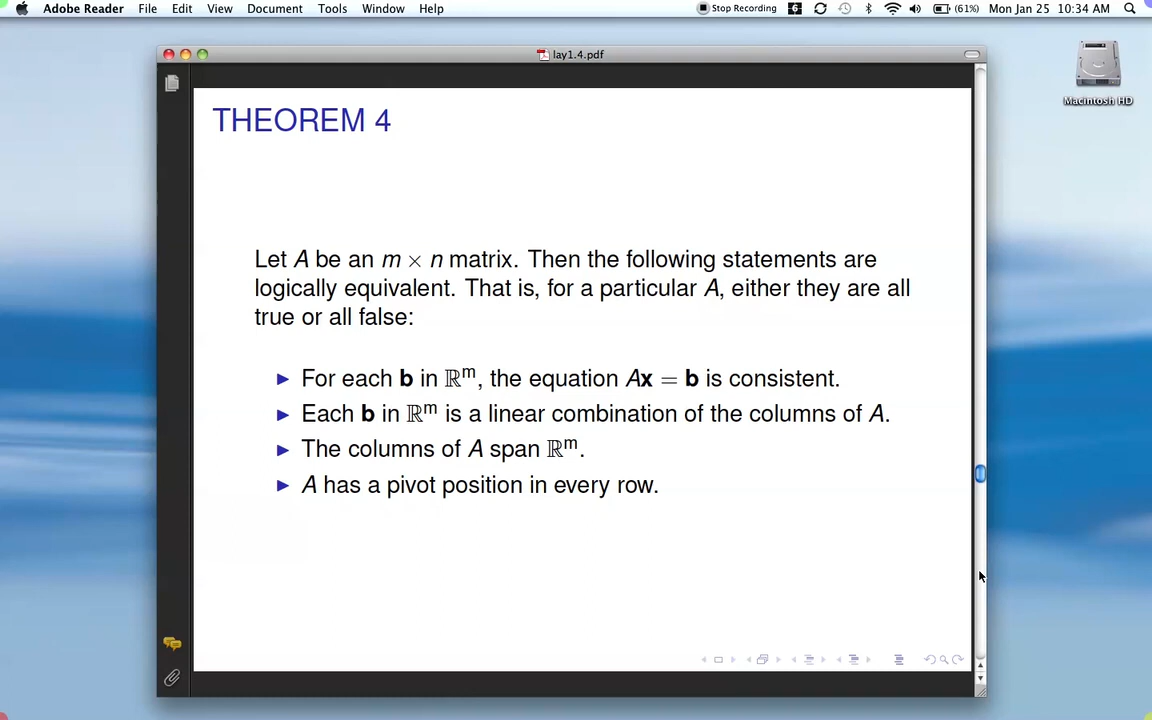 Adobe Reader File Edit View Document Tools Window Help Stop Recording (61%) Mon Jan 25 10:34 AM
lay1.4.pdf
Macintosh HD
THEOREM 4
Let A be an m × n matrix. Then the following statements are
logically equivalent. That is, for a particular A, either they are all
true or all false:
▶ For each b in ℝᵐ, the equation Ax = b is consistent.
▶ Each b in ℝᵐ is a linear combination of the columns of A.
▶ The columns of A span ℝᵐ.
▶ A has a pivot position in every row.